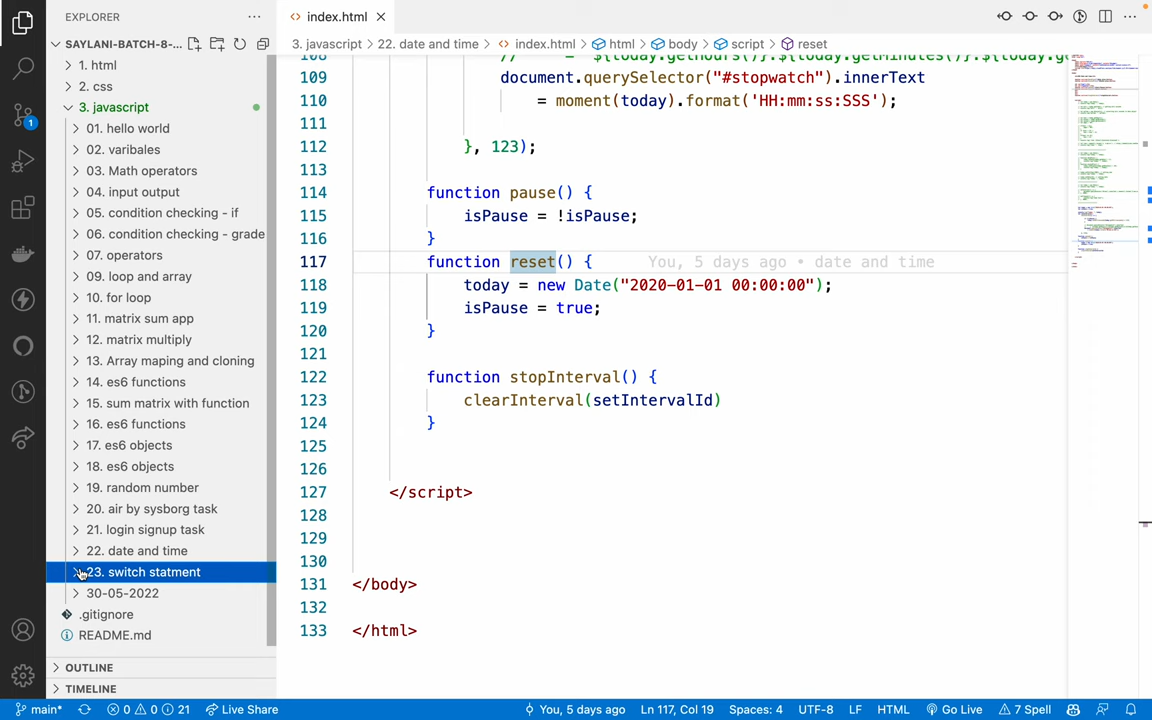 EXPLORER
SAYLANI-BATCH-8-...
1. html
2. css
3. javascript
01. hello world
02. varibales
03. Math operators
04. input output
05. condition checking - if
06. condition checking - grade
07. operators
09. loop and array
10. for loop
11. matrix sum app
12. matrix multiply
13. Array maping and cloning
14. es6 functions
15. sum matrix with function
16. es6 functions
17. es6 objects
18. es6 objects
19. random number
20. air by sysborg task
21. login signup task
22. date and time
23. switch statment
30-05-2022
.gitignore
README.md
OUTLINE
TIMELINE
index.html
3. javascript > 22. date and time > index.html > html > body > script > reset
108 // = `${today.getHours()}:${today.getMinutes()}:${today.ge
109 document.querySelector("#stopwatch").innerText
110 = moment(today).format('HH:mm:ss:SSS');
111
112 }, 123);
113
114 function pause() {
115 isPause = !isPause;
116 }
117 function reset() { You, 5 days ago • date and time
118 today = new Date("2020-01-01 00:00:00");
119 isPause = true;
120 }
121
122 function stopInterval() {
123 clearInterval(setIntervalId)
124 }
125
126
127 </script>
128
129
130
131 </body>
132
133 </html>
1
main* 0 0 21 Live Share You, 5 days ago Ln 117, Col 19 Spaces: 4 UTF-8 LF HTML Go Live 7 Spell